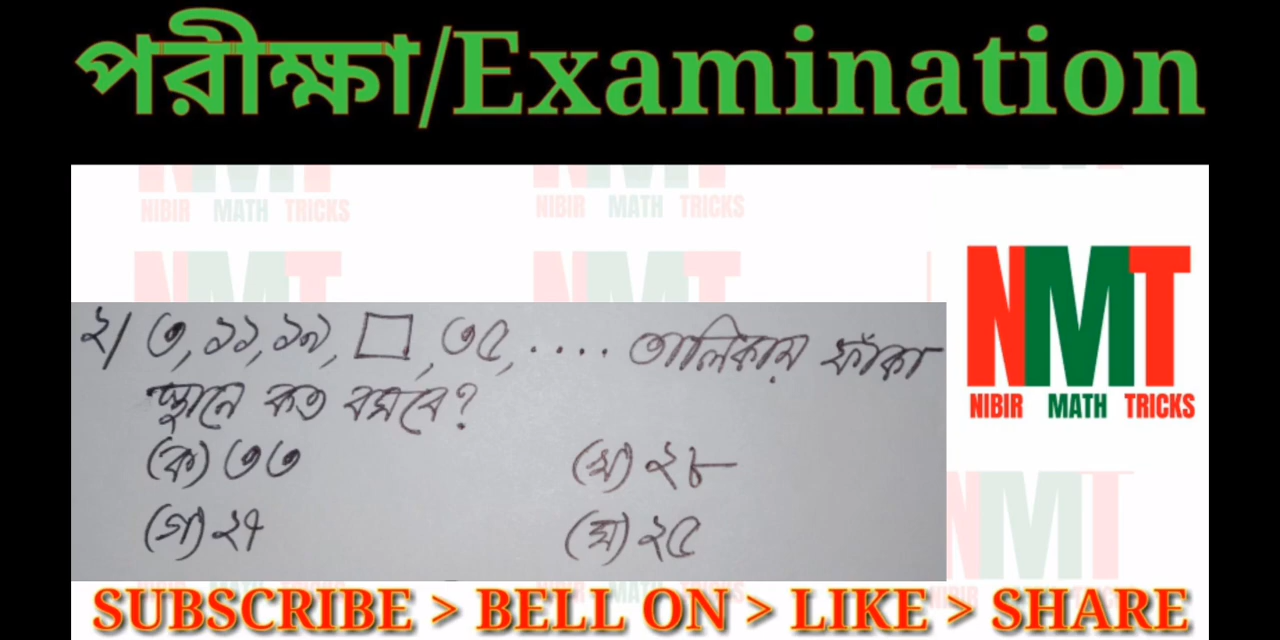 পরীক্ষা/Examination
NIBIR MATH TRICKS
NIBIR MATH TRICKS
NMT
NIBIR MATH TRICKS
২/ ৩, ১১, ১৯, □, ৩৫, .... তালিকায় ফাঁকা
স্থানে কত বসবে?
(ক) ৩৩ (খ) ২৮
(গ) ২৭ (ঘ) ২৫
SUBSCRIBE > BELL ON > LIKE > SHARE